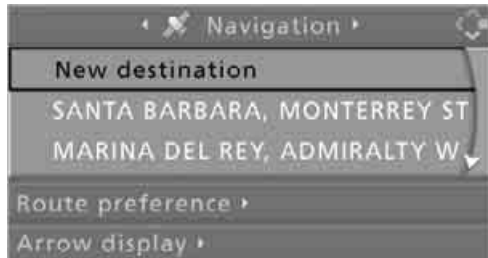 Navigation
New destination
SANTA BARBARA, MONTERREY ST
MARINA DEL REY, ADMIRALTY W
Route preference
Arrow display